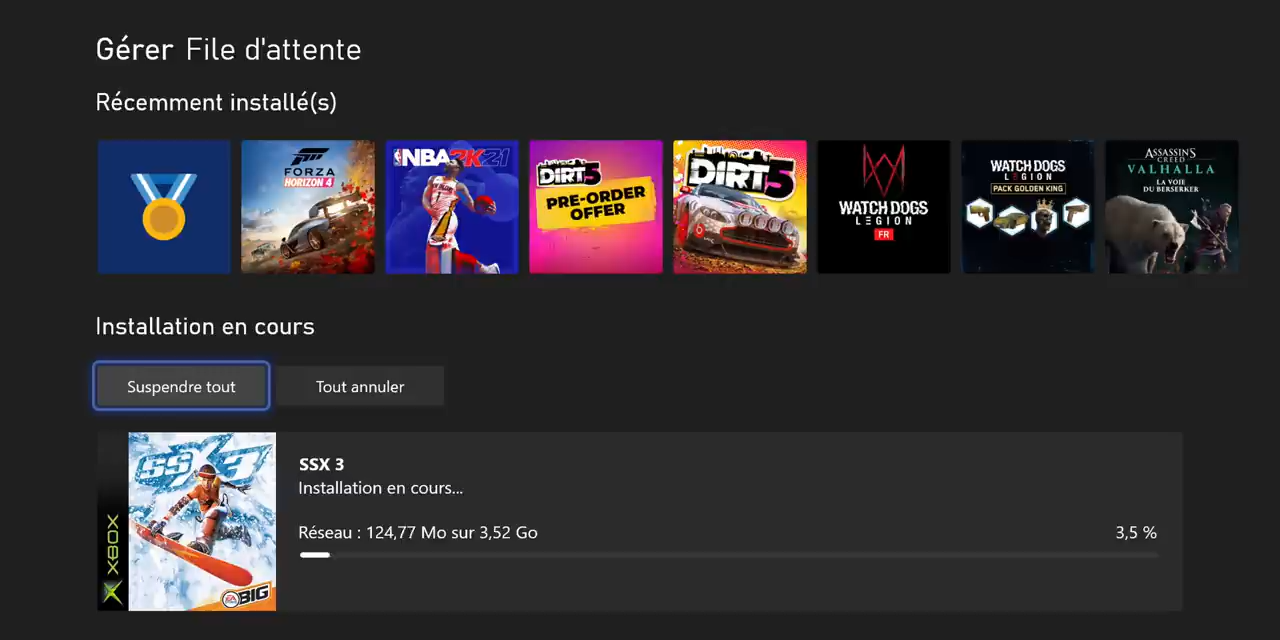 Gérer File d'attente
Récemment installé(s)
FORZA
HORIZON 4
NBA 2K21
DIRT 5
PRE-ORDER
OFFER
DIRT 5
WATCH DOGS
LEGION
FR
WATCH DOGS
LEGION
PACK GOLDEN KING
ASSASSIN'S
CREED
VALHALLA
LA VOIE
DU BERSERKER
Installation en cours
Suspendre tout
Tout annuler
SSX 3
XBOX
EA BIG
SSX 3
Installation en cours...
Réseau : 124,77 Mo sur 3,52 Go
3,5 %